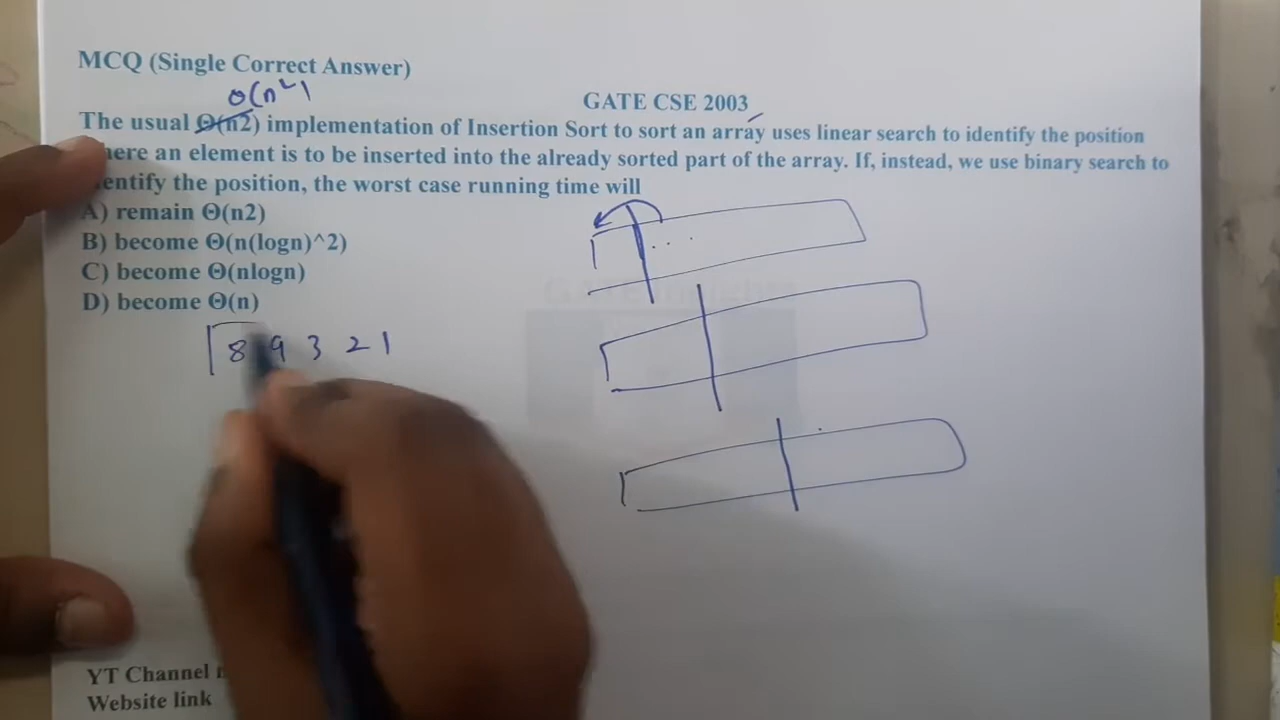 MCQ (Single Correct Answer)
θ(n²)
GATE CSE 2003
The usual Θ(n2) implementation of Insertion Sort to sort an array uses linear search to identify the position
here an element is to be inserted into the already sorted part of the array. If, instead, we use binary search to
entify the position, the worst case running time will
A) remain Θ(n2)
B) become Θ(n(logn)^2)
C) become Θ(nlogn)
D) become Θ(n)
8 9 3 2 1
YT Channel
Website link